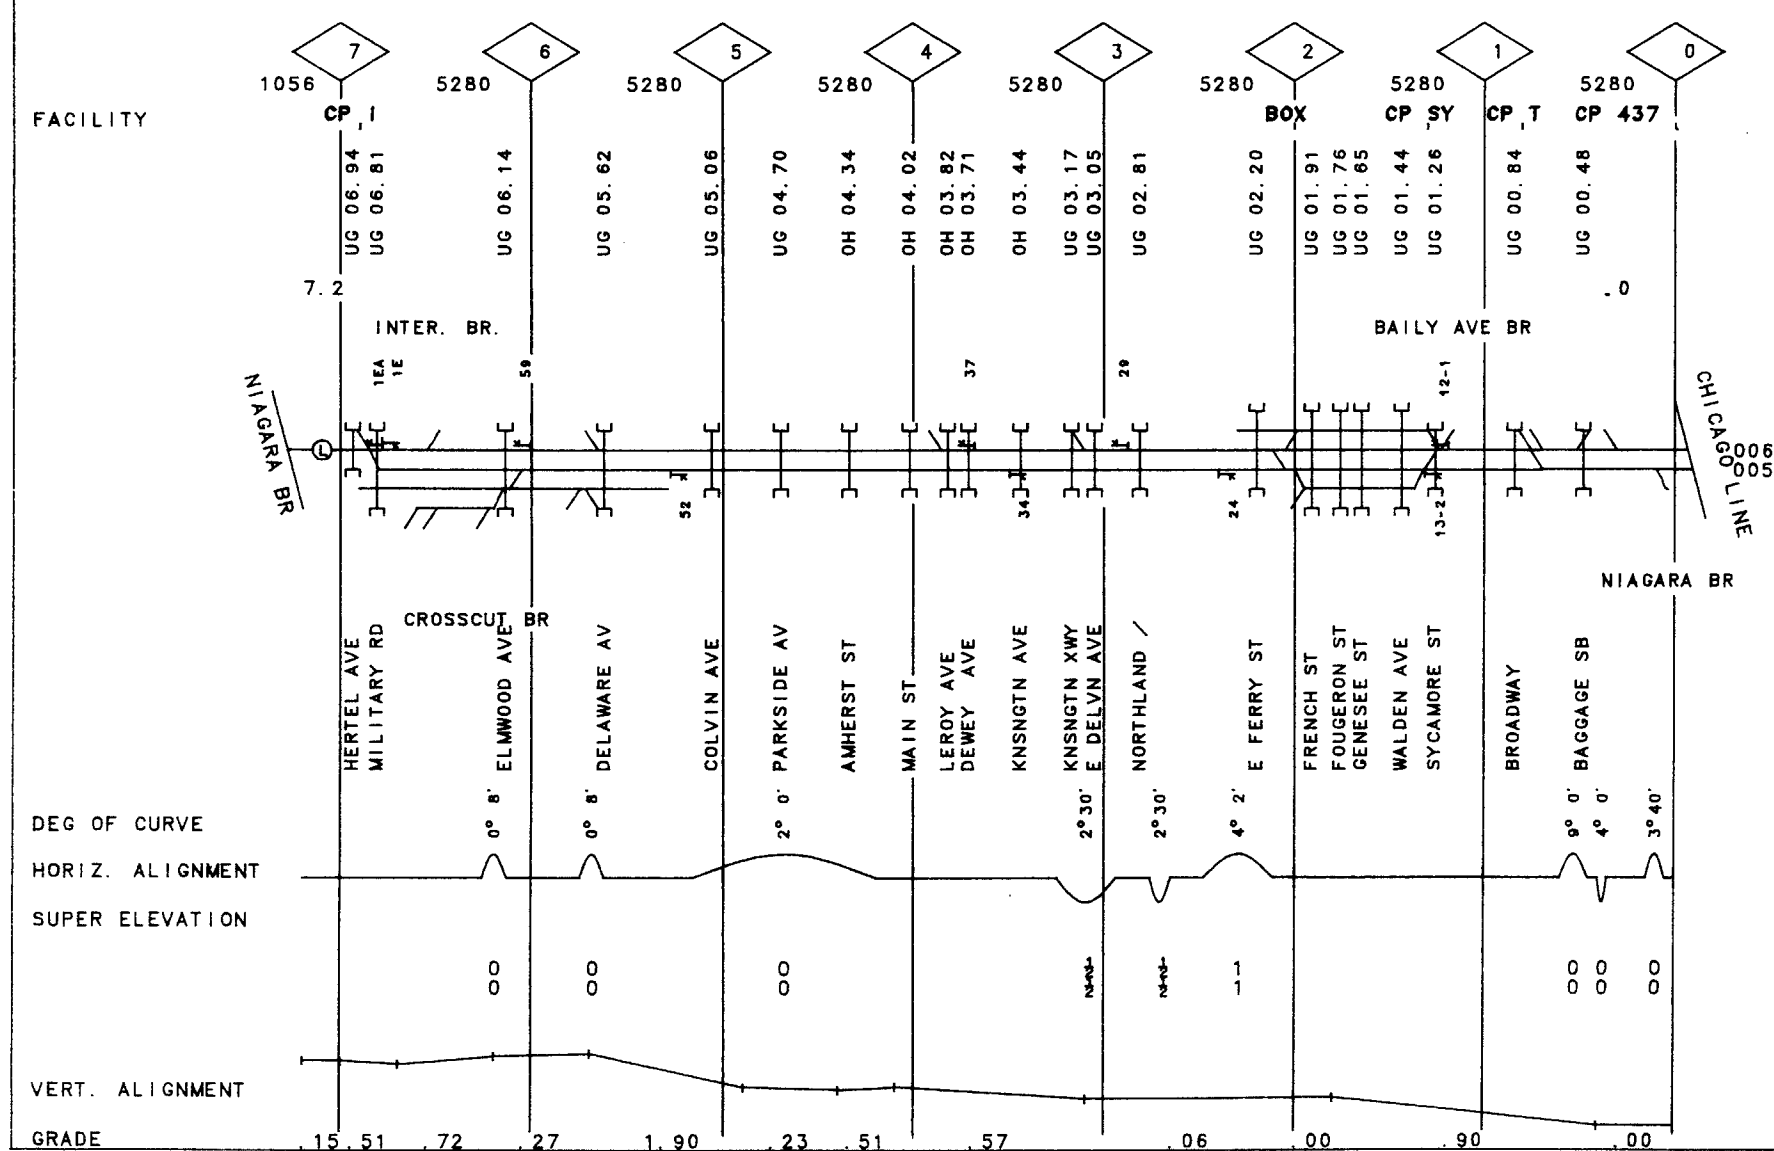 7 6 5 4 3 2 1 0
1056 5280 5280 5280 5280 5280 5280 5280
FACILITY CP I BOX CP SY CP T CP 437
UG 06.94
UG 06.81
UG 06.14
UG 05.62
UG 05.06
UG 04.70
OH 04.34
OH 04.02
OH 03.82
OH 03.71
OH 03.44
UG 03.17
UG 03.05
UG 02.81
UG 02.20
UG 01.91
UG 01.76
UG 01.65
UG 01.44
UG 01.26
UG 00.84
UG 00.48
7.2 .0
INTER. BR. BAILY AVE BR
1EA
1E
59
37
29
12-1
NIAGARA BR
L
CHICAGO LINE
006
005
52
34
24
13-2
NIAGARA BR
CROSSCUT BR
HERTEL AVE
MILITARY RD
ELMWOOD AVE
DELAWARE AV
COLVIN AVE
PARKSIDE AV
AMHERST ST
MAIN ST
LEROY AVE
DEWEY AVE
KNSNGTN AVE
KNSNGTN XWY
E DELVN AVE
NORTHLAND /
E FERRY ST
FRENCH ST
FOUGERON ST
GENESEE ST
WALDEN AVE
SYCAMORE ST
BROADWAY
BAGGAGE SB
DEG OF CURVE 0° 8' 0° 8' 2° 0' 2°30' 2°30' 4° 2' 9° 0' 4° 0' 3°40'
HORIZ. ALIGNMENT
SUPER ELEVATION
0 0 0 1 0 0 0
0 0 0 1 0 0 0
VERT. ALIGNMENT
GRADE .15 .51 .72 .27 1.90 .23 .51 .57 .06 .00 .90 .00